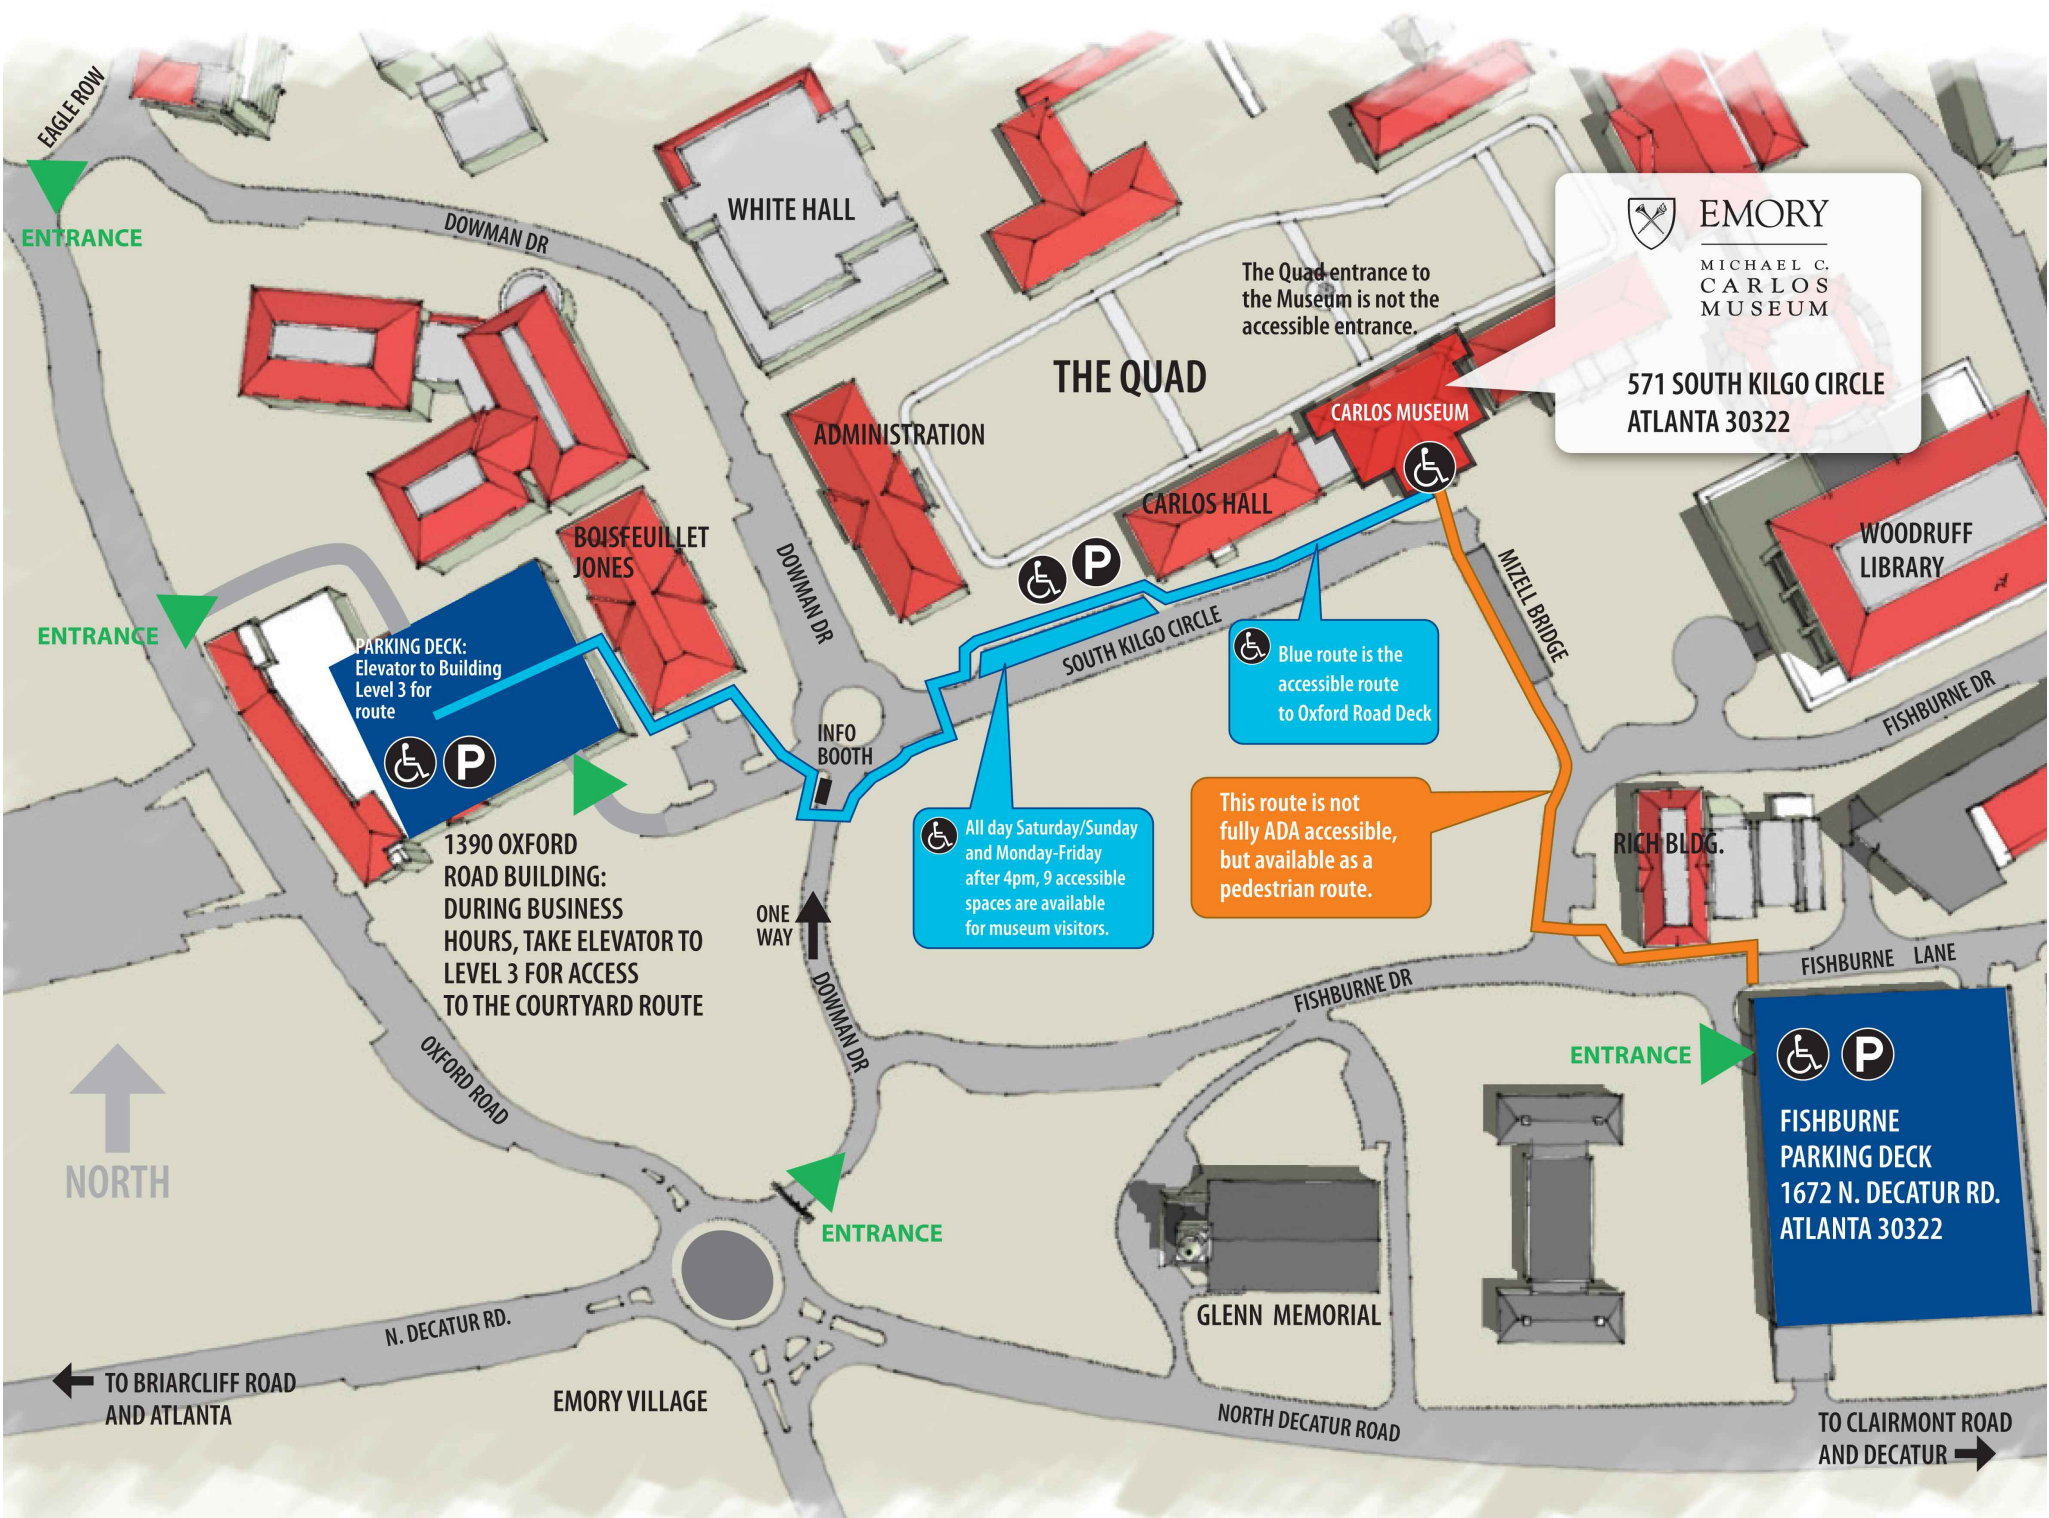 EAGLE ROW
ENTRANCE
DOWMAN DR
WHITE HALL
The Quad entrance to
the Museum is not the
accessible entrance.
EMORY
MICHAEL C.
CARLOS
MUSEUM
571 SOUTH KILGO CIRCLE
ATLANTA 30322
THE QUAD
CARLOS MUSEUM
ADMINISTRATION
CARLOS HALL
BOISFEUILLET
JONES
WOODRUFF
LIBRARY
DOWMAN DR
P
MIZELL BRIDGE
ENTRANCE
PARKING DECK:
Elevator to Building
Level 3 for
route
P
SOUTH KILGO CIRCLE
Blue route is the
accessible route
to Oxford Road Deck
FISHBURNE DR
INFO
BOOTH
This route is not
fully ADA accessible,
but available as a
pedestrian route.
All day Saturday/Sunday
and Monday-Friday
after 4pm, 9 accessible
spaces are available
for museum visitors.
RICH BLDG.
1390 OXFORD
ROAD BUILDING:
DURING BUSINESS
HOURS, TAKE ELEVATOR TO
LEVEL 3 FOR ACCESS
TO THE COURTYARD ROUTE
ONE
WAY
DOWMAN DR
FISHBURNE DR
FISHBURNE LANE
OXFORD ROAD
ENTRANCE
P
FISHBURNE
PARKING DECK
1672 N. DECATUR RD.
ATLANTA 30322
NORTH
ENTRANCE
GLENN MEMORIAL
N. DECATUR RD.
TO BRIARCLIFF ROAD
AND ATLANTA
EMORY VILLAGE
NORTH DECATUR ROAD
TO CLAIRMONT ROAD
AND DECATUR